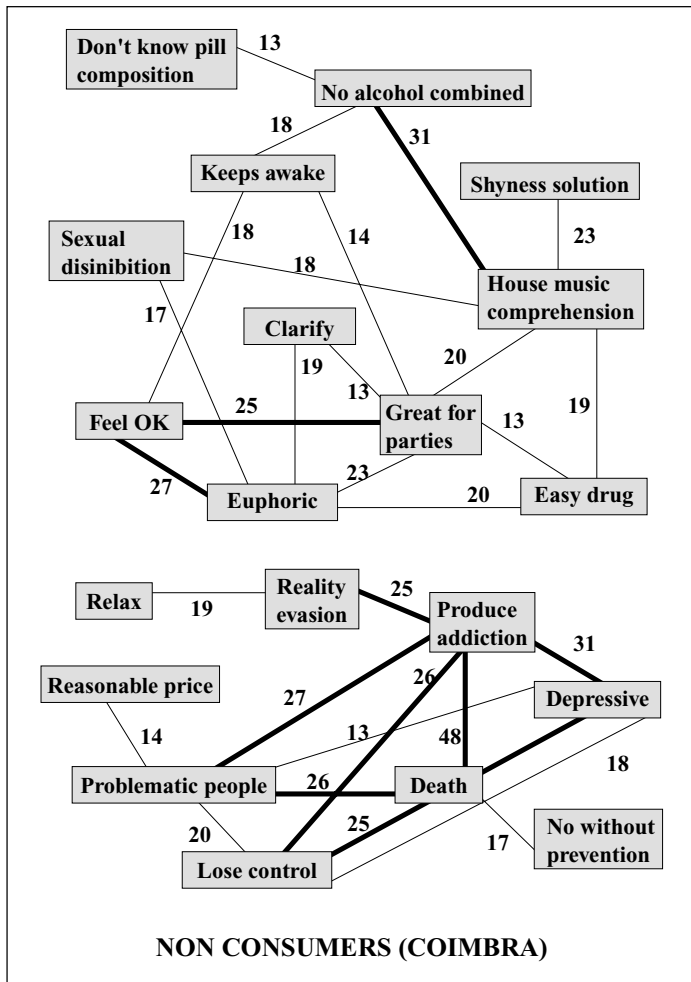 Don't know pill
composition
13
No alcohol combined
18
31
Keeps awake
Shyness solution
Sexual
disinibition
18
14
23
18
House music
comprehension
17
Clarify
19
20
13
19
Feel OK
25
Great for
parties
13
27
23
Euphoric
20
Easy drug
Relax
19
Reality
evasion
25
Produce
addiction
31
Reasonable price
27
26
Depressive
14
13
48
18
Problematic people
26
Death
20
25
17
No without
prevention
Lose control
NON CONSUMERS (COIMBRA)